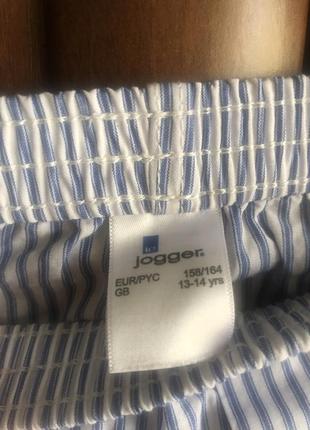 jogger.
EUR/РУС 158/164
GB 13-14 yrs